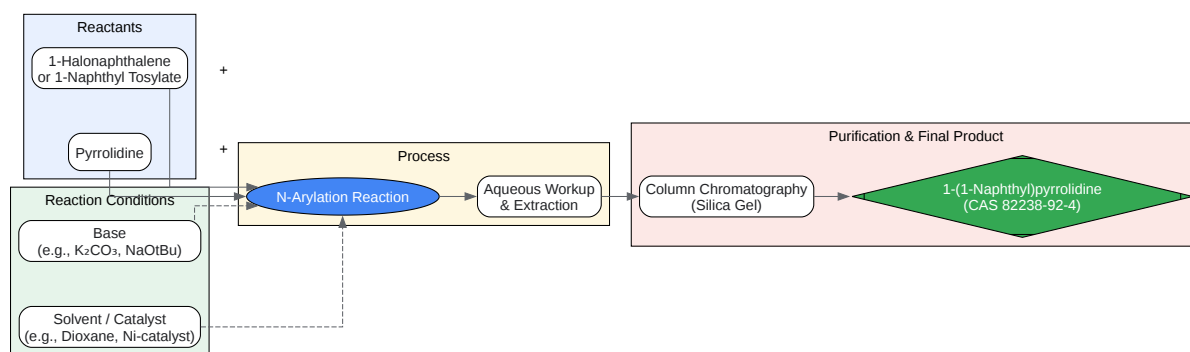 Reactants
1-Halonaphthalene
or 1-Naphthyl Tosylate
+
Pyrrolidine
+
Reaction Conditions
Base
(e.g., K₂CO₃, NaOtBu)
Solvent / Catalyst
(e.g., Dioxane, Ni-catalyst)
Process
N-Arylation Reaction
Aqueous Workup
& Extraction
Purification & Final Product
Column Chromatography
(Silica Gel)
1-(1-Naphthyl)pyrrolidine
(CAS 82238-92-4)